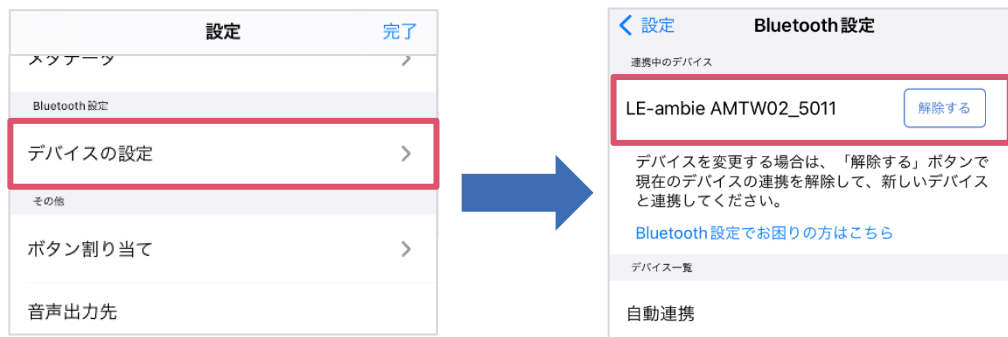 設定
完了
メタデータ
Bluetooth設定
デバイスの設定
その他
ボタン割り当て
音声出力先
設定
Bluetooth設定
連携中のデバイス
LE-ambie AMTW02_5011
解除する
デバイスを変更する場合は、「解除する」ボタンで
現在のデバイスの連携を解除して、新しいデバイス
と連携してください。
Bluetooth設定でお困りの方はこちら
デバイス一覧
自動連携